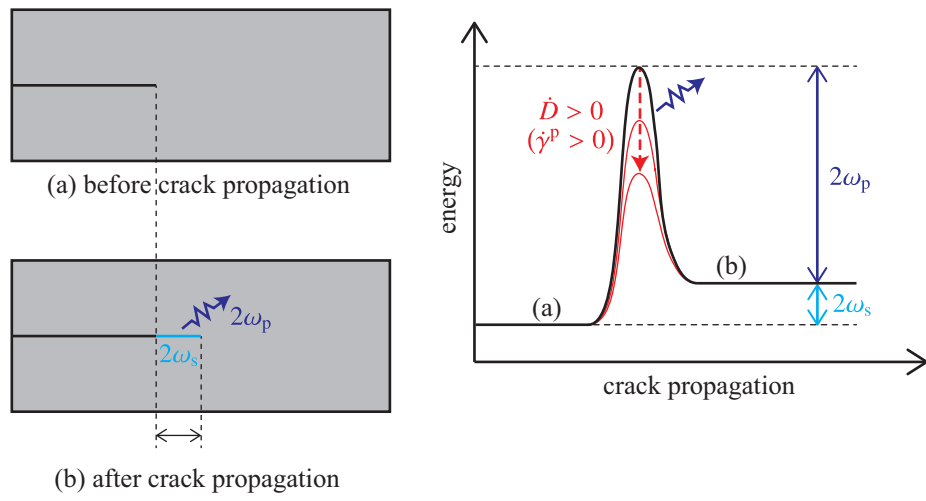 (a) before crack propagation
2ωₚ
2ωₛ
(b) after crack propagation
energy
Ḋ > 0
(γ̇ᵖ > 0)
2ωₚ
(b)
(a)
2ωₛ
crack propagation